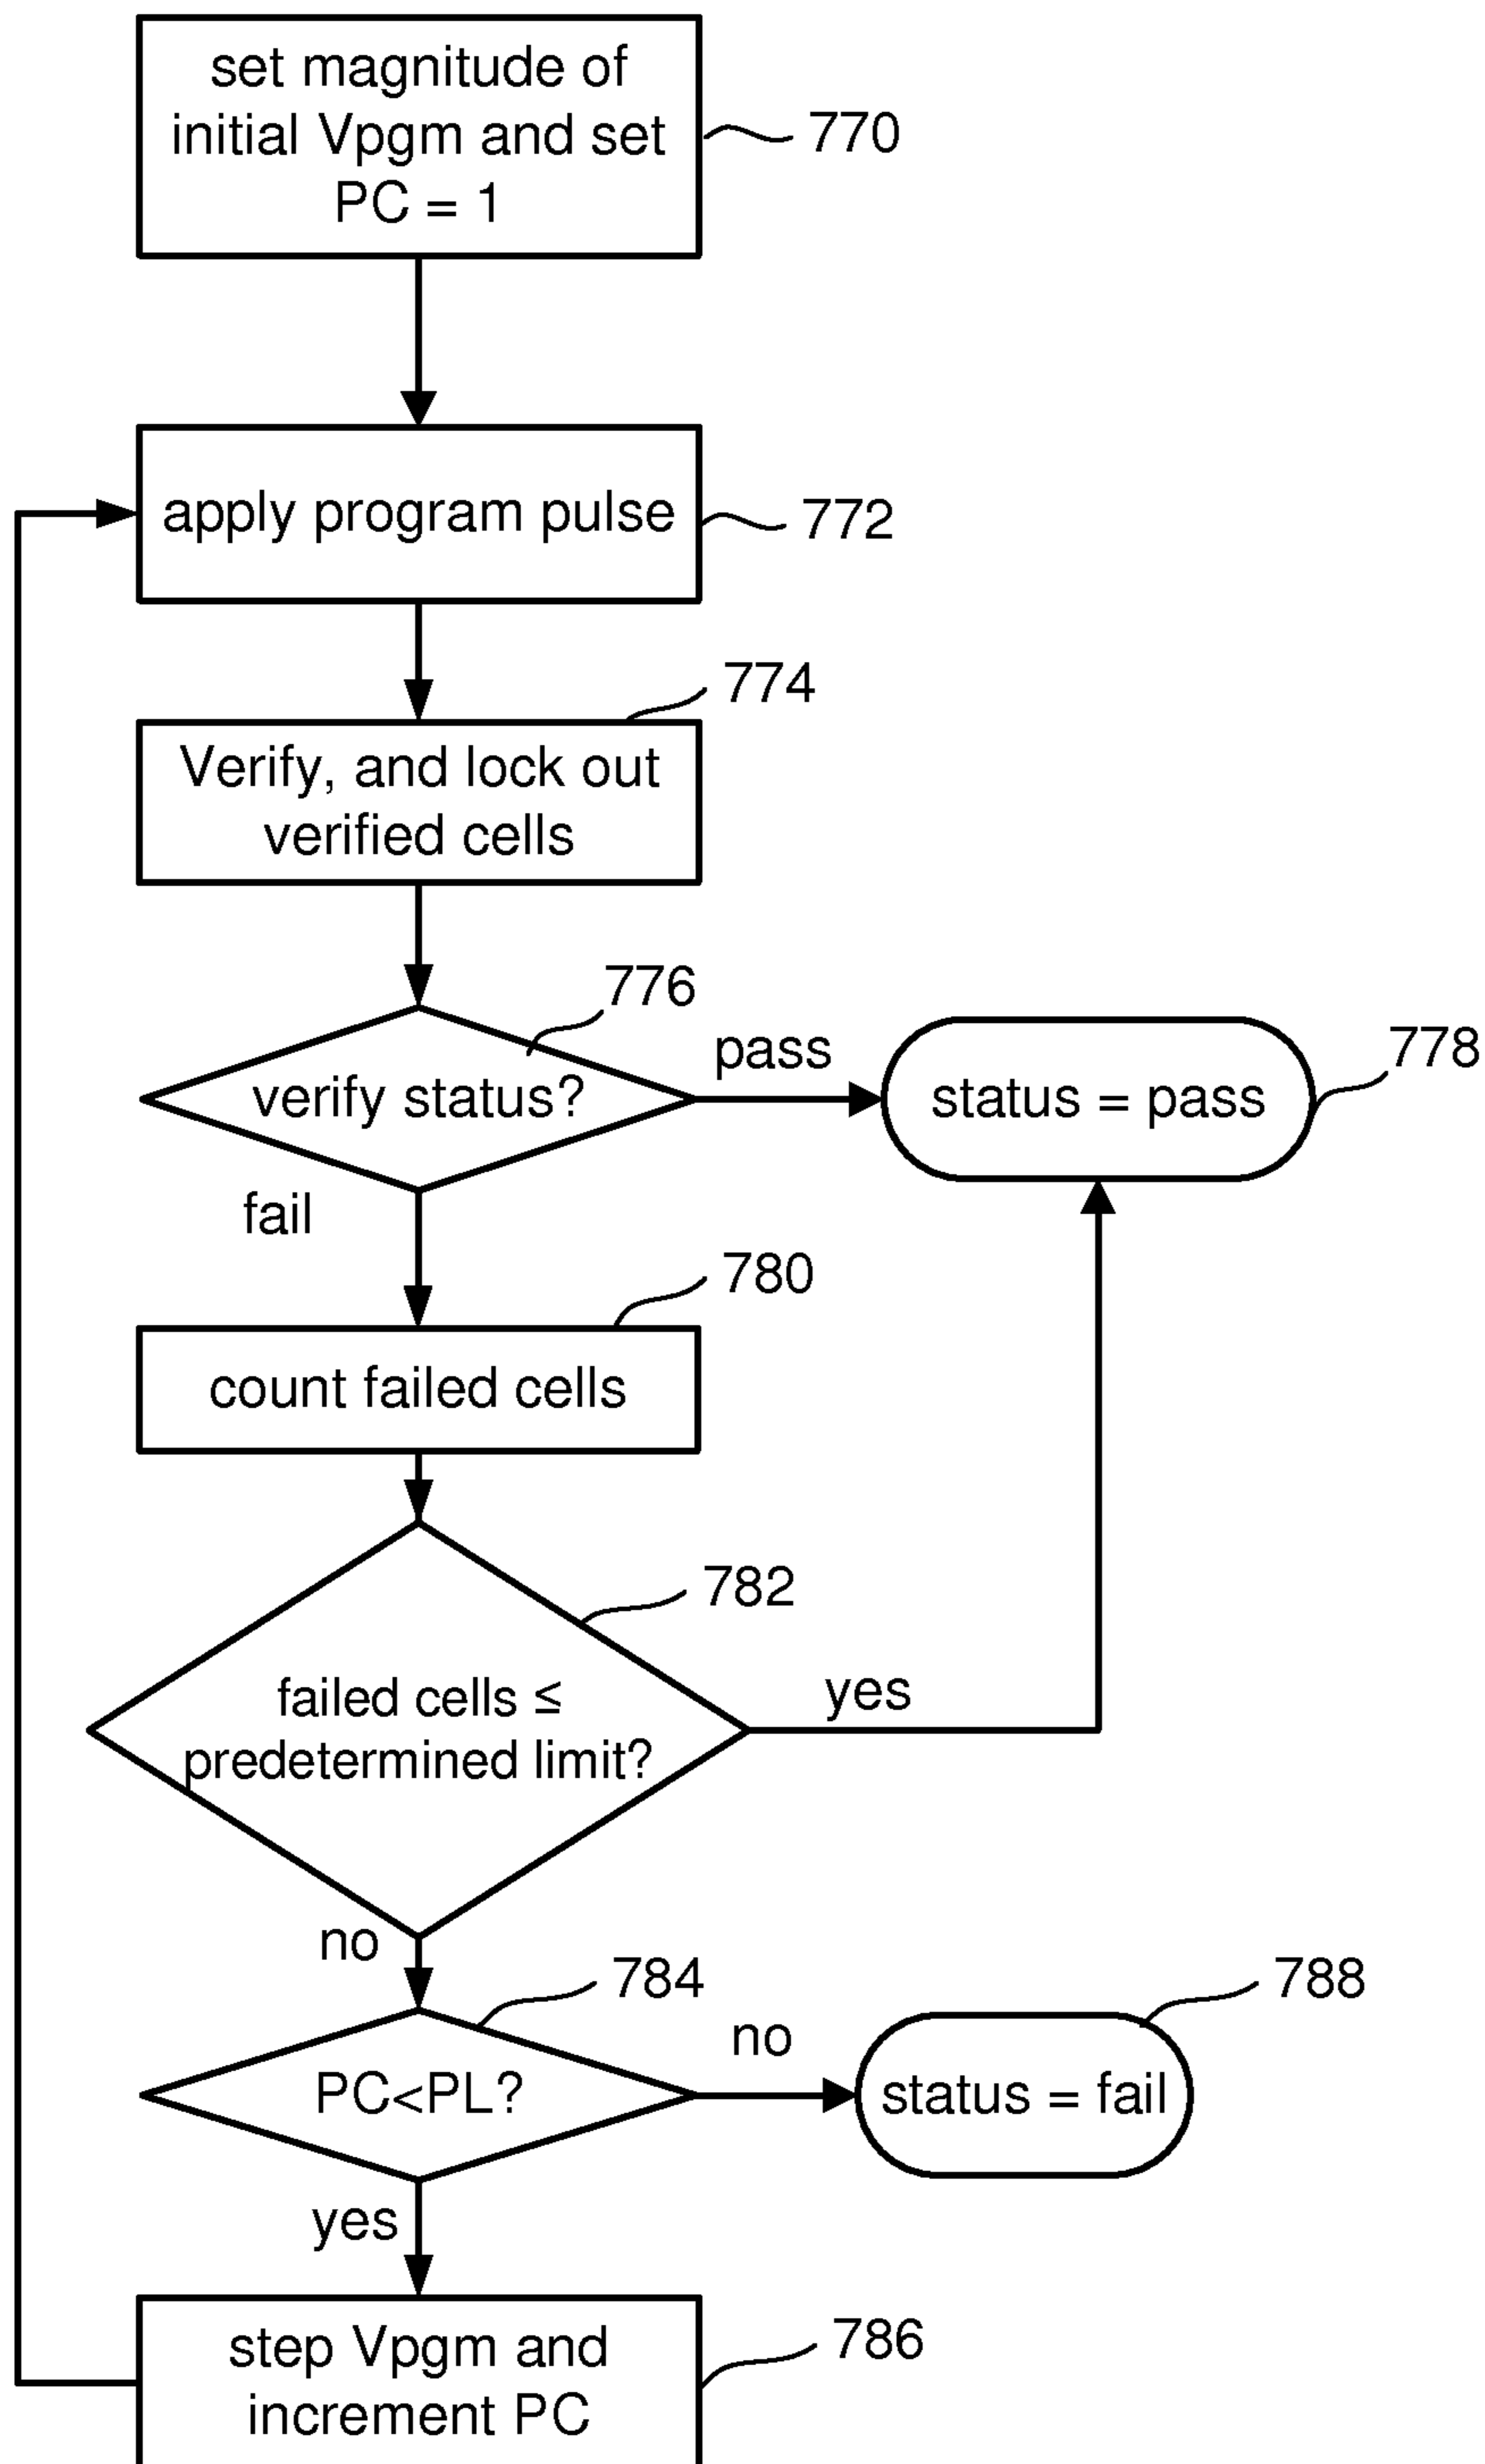 set magnitude of
initial Vpgm and set
PC = 1
770
apply program pulse
772
774
Verify, and lock out
verified cells
776
verify status?
pass
status = pass
778
fail
780
count failed cells
782
failed cells ≤
predetermined limit?
yes
no
784
PC<PL?
no
788
status = fail
yes
step Vpgm and
increment PC
786